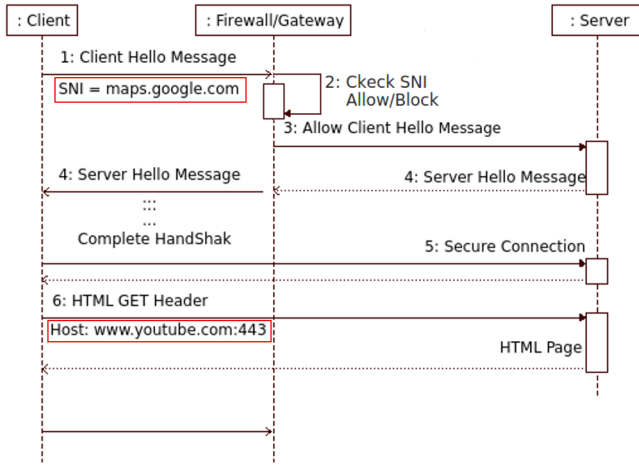 : Client
: Firewall/Gateway
: Server
1: Client Hello Message
SNI = maps.google.com
2: Ckeck SNI
Allow/Block
3: Allow Client Hello Message
4: Server Hello Message
4: Server Hello Message
:::
...
Complete HandShak
5: Secure Connection
6: HTML GET Header
Host: www.youtube.com:443
HTML Page